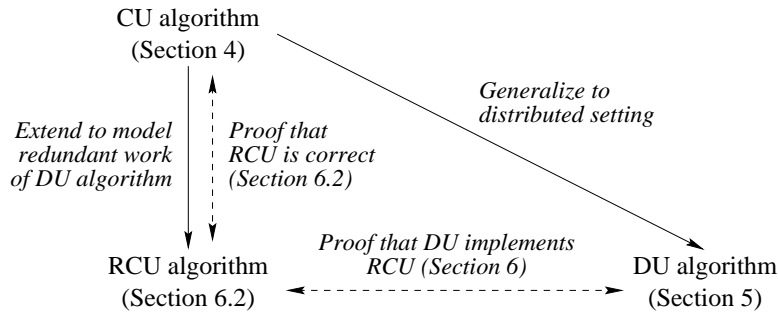 CU algorithm
(Section 4)
Generalize to
distributed setting
Extend to model
redundant work
of DU algorithm
Proof that
RCU is correct
(Section 6.2)
Proof that DU implements
RCU (Section 6)
RCU algorithm
(Section 6.2)
DU algorithm
(Section 5)